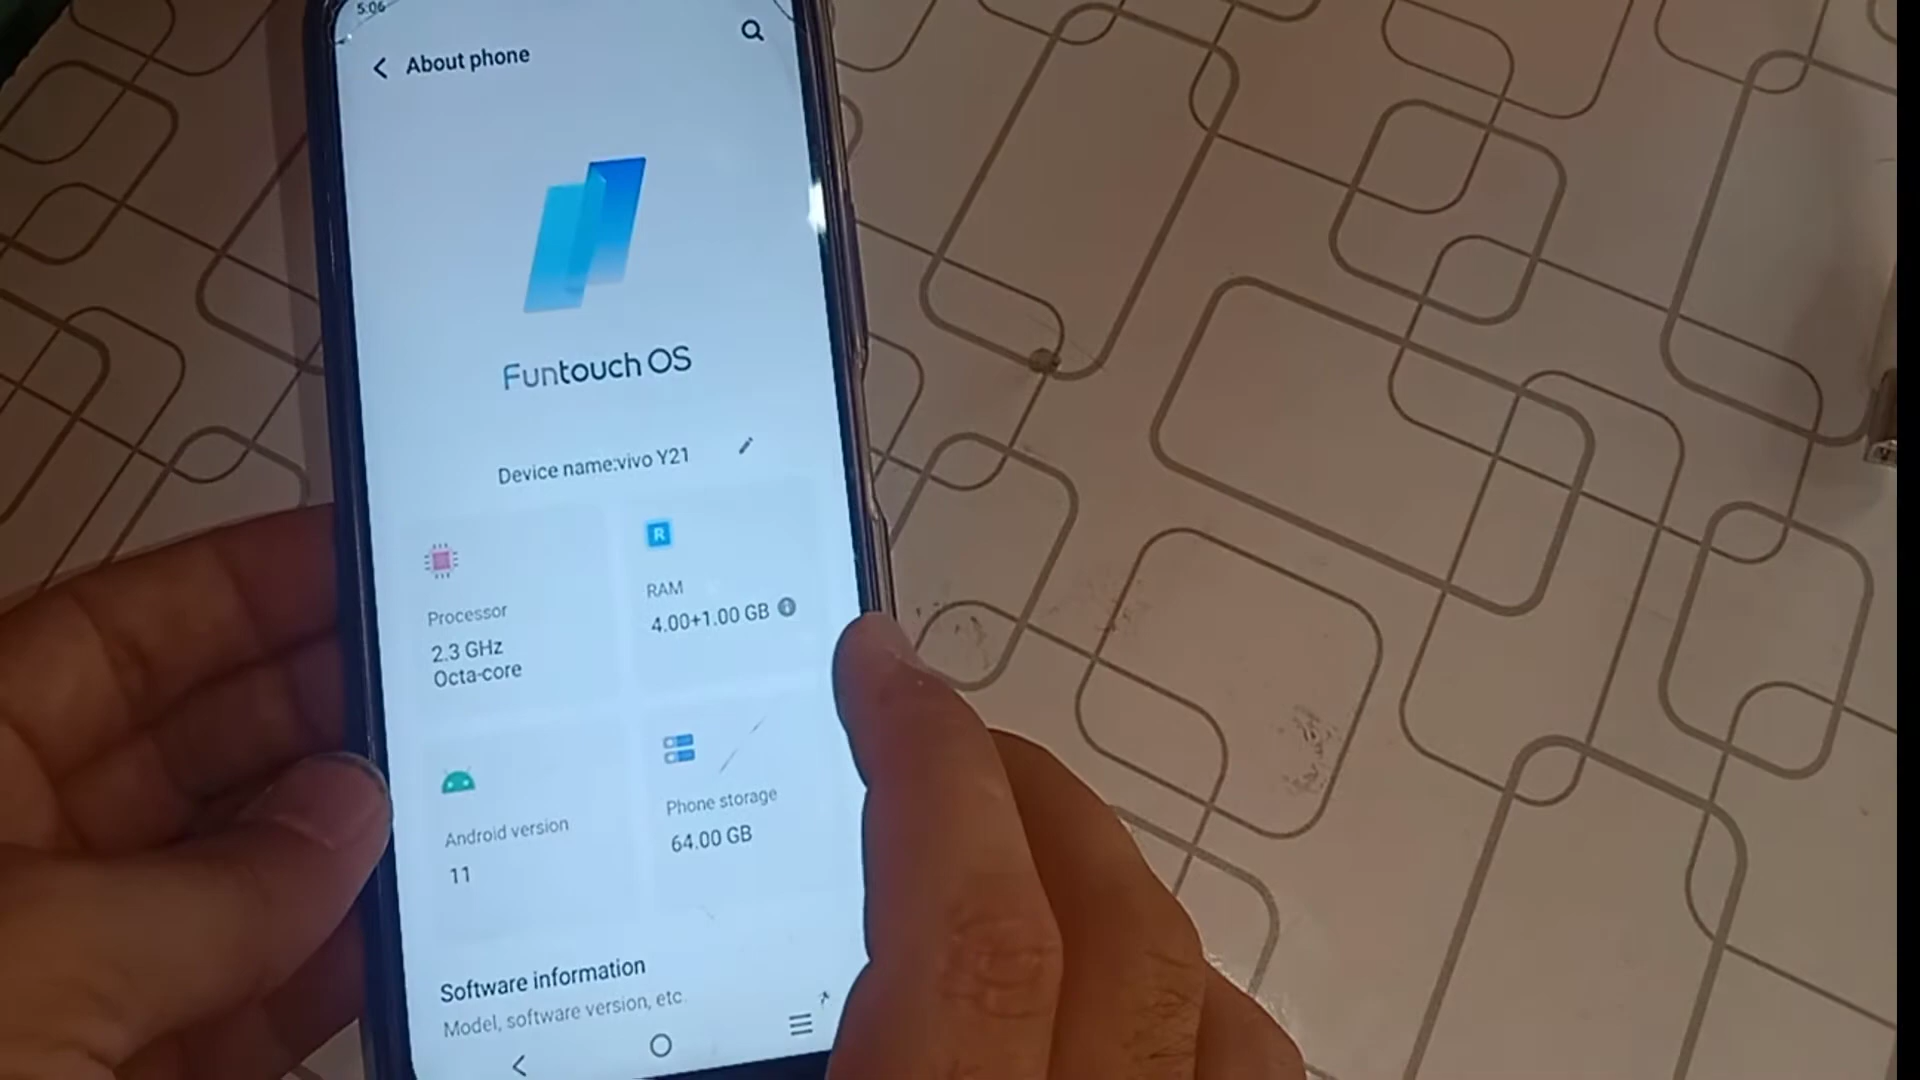 5:06
About phone
Funtouch OS
Device name:vivo Y21
R
Processor
2.3 GHz
Octa-core
RAM
4.00+1.00 GB
Android version
11
Phone storage
64.00 GB
Software information
Model, software version, etc.